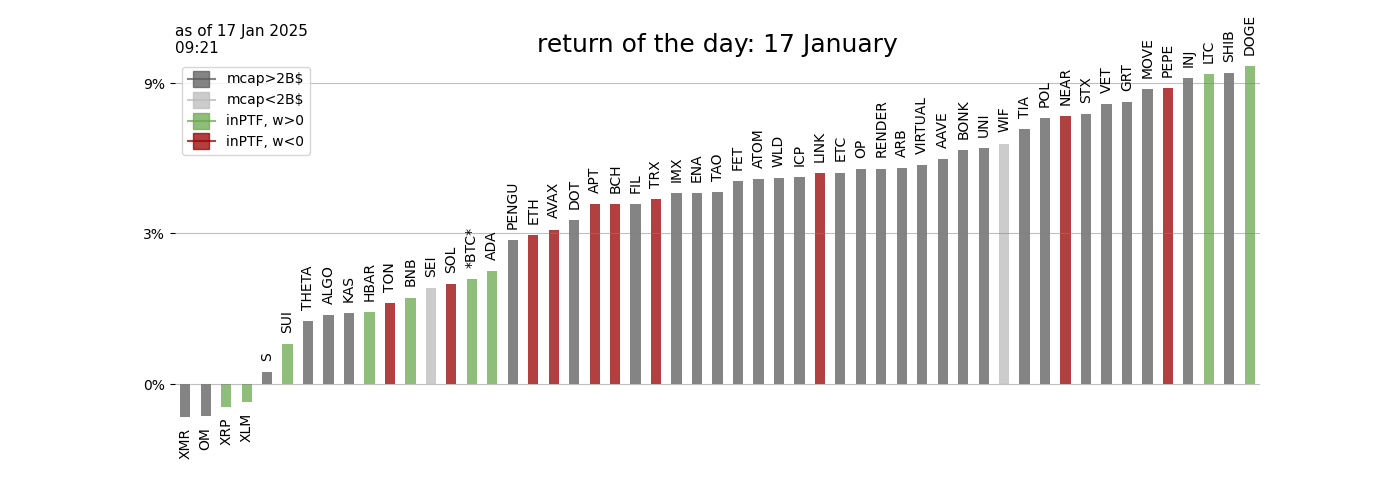 as of 17 Jan 2025
09:21
return of the day: 17 January
mcap>2B$
mcap<2B$
inPTF, w>0
inPTF, w<0
9%
3%
0%
XMR
OM
XRP
XLM
S
SUI
THETA
ALGO
KAS
HBAR
TON
BNB
SEI
SOL
*BTC*
ADA
PENGU
ETH
AVAX
DOT
APT
BCH
FIL
TRX
IMX
ENA
TAO
FET
ATOM
WLD
ICP
LINK
ETC
OP
RENDER
ARB
VIRTUAL
AAVE
BONK
UNI
WIF
TIA
POL
NEAR
STX
VET
GRT
MOVE
PEPE
INJ
LTC
SHIB
DOGE